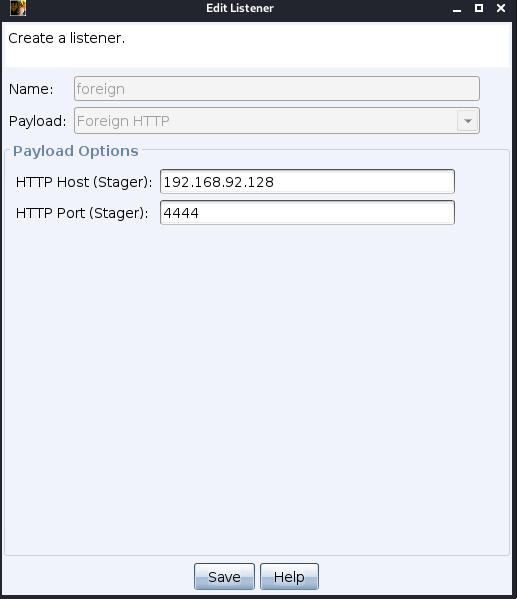 Edit Listener
Create a listener.
Name: foreign
Payload: Foreign HTTP
Payload Options
HTTP Host (Stager): 192.168.92.128
HTTP Port (Stager): 4444
Save Help